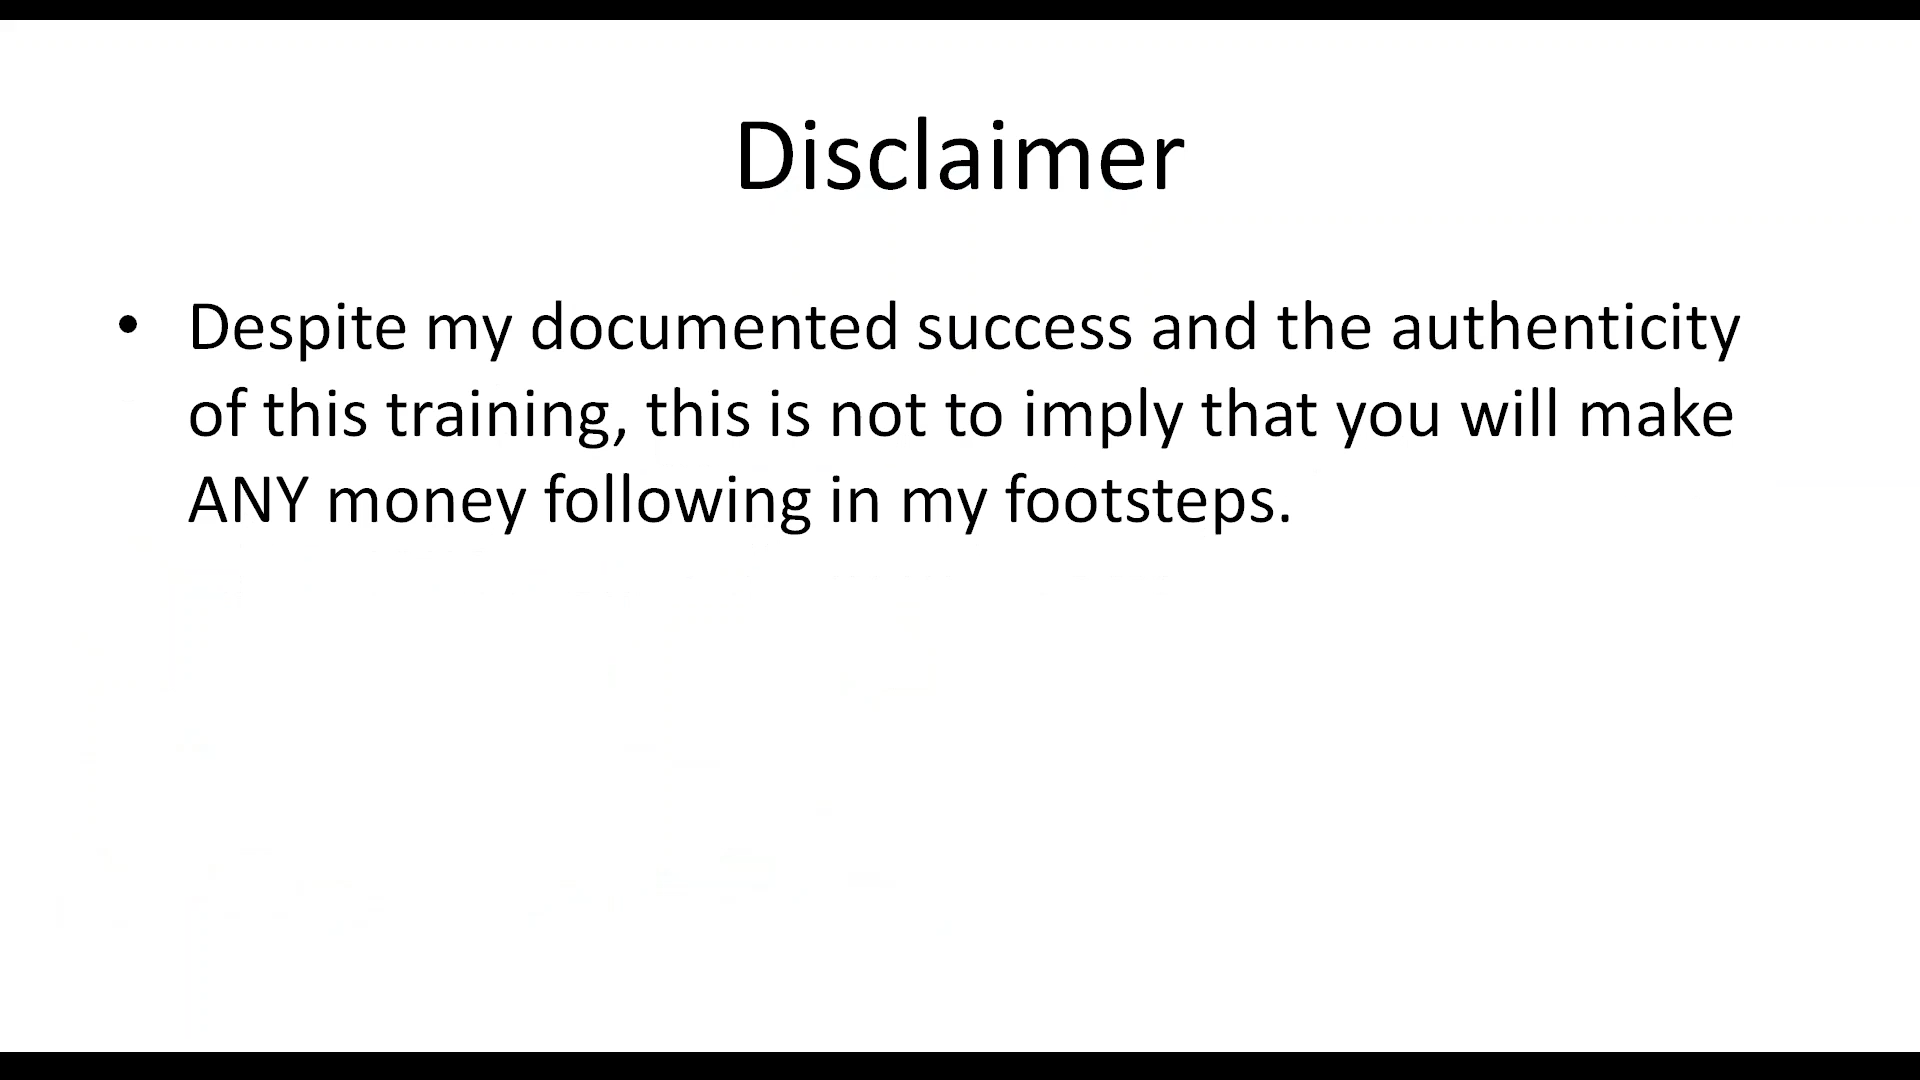 Disclaimer
• Despite my documented success and the authenticity
of this training, this is not to imply that you will make
ANY money following in my footsteps.